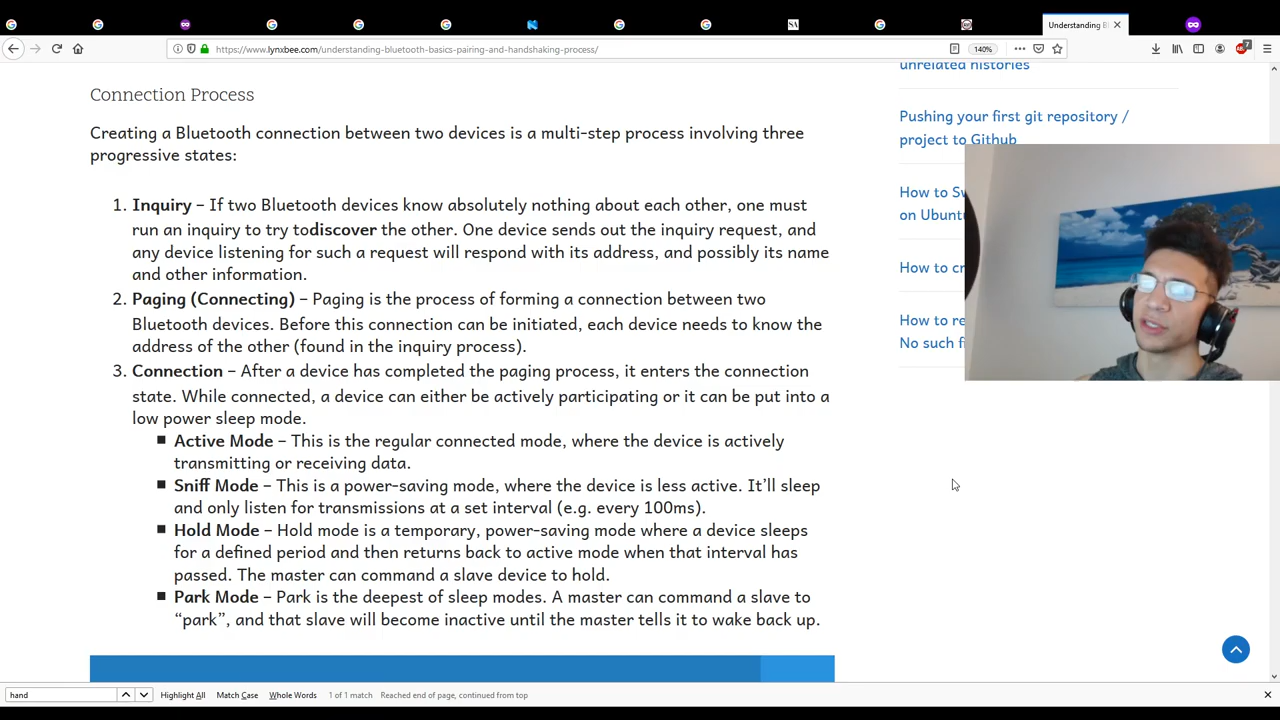 Understanding Bl
https://www.lynxbee.com/understanding-bluetooth-basics-pairing-and-handshaking-process/
140%
7
Connection Process
Creating a Bluetooth connection between two devices is a multi-step process involving three
progressive states:
1. Inquiry – If two Bluetooth devices know absolutely nothing about each other, one must
run an inquiry to try todiscover the other. One device sends out the inquiry request, and
any device listening for such a request will respond with its address, and possibly its name
and other information.
2. Paging (Connecting) – Paging is the process of forming a connection between two
Bluetooth devices. Before this connection can be initiated, each device needs to know the
address of the other (found in the inquiry process).
3. Connection – After a device has completed the paging process, it enters the connection
state. While connected, a device can either be actively participating or it can be put into a
low power sleep mode.
Active Mode – This is the regular connected mode, where the device is actively
transmitting or receiving data.
Sniff Mode – This is a power-saving mode, where the device is less active. It'll sleep
and only listen for transmissions at a set interval (e.g. every 100ms).
Hold Mode – Hold mode is a temporary, power-saving mode where a device sleeps
for a defined period and then returns back to active mode when that interval has
passed. The master can command a slave device to hold.
Park Mode – Park is the deepest of sleep modes. A master can command a slave to
“park”, and that slave will become inactive until the master tells it to wake back up.
unrelated histories
Pushing your first git repository /
project to Github
How to Sw
on Ubuntu
How to cr
How to re
No such fi
hand
Highlight All
Match Case
Whole Words
1 of 1 match
Reached end of page, continued from top